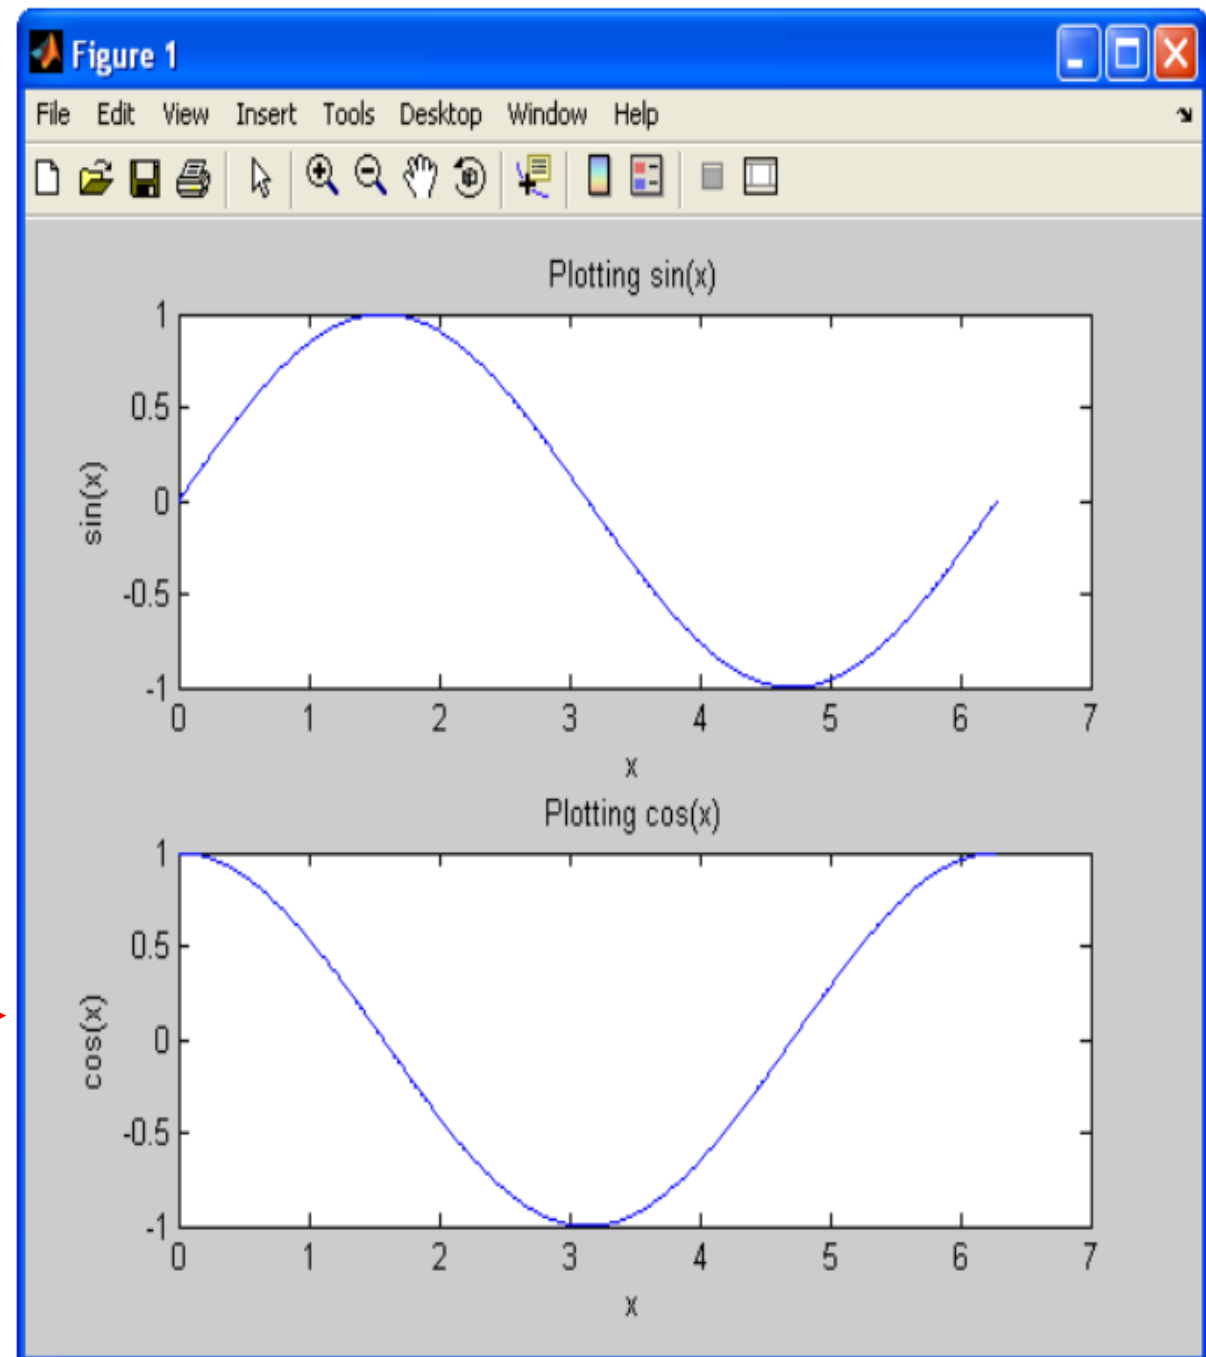 Figure 1
File Edit View Insert Tools Desktop Window Help
Plotting sin(x)
1
0.5
0
-0.5
-1
sin(x)
0 1 2 3 4 5 6 7
x
Plotting cos(x)
1
0.5
0
-0.5
-1
cos(x)
0 1 2 3 4 5 6 7
x